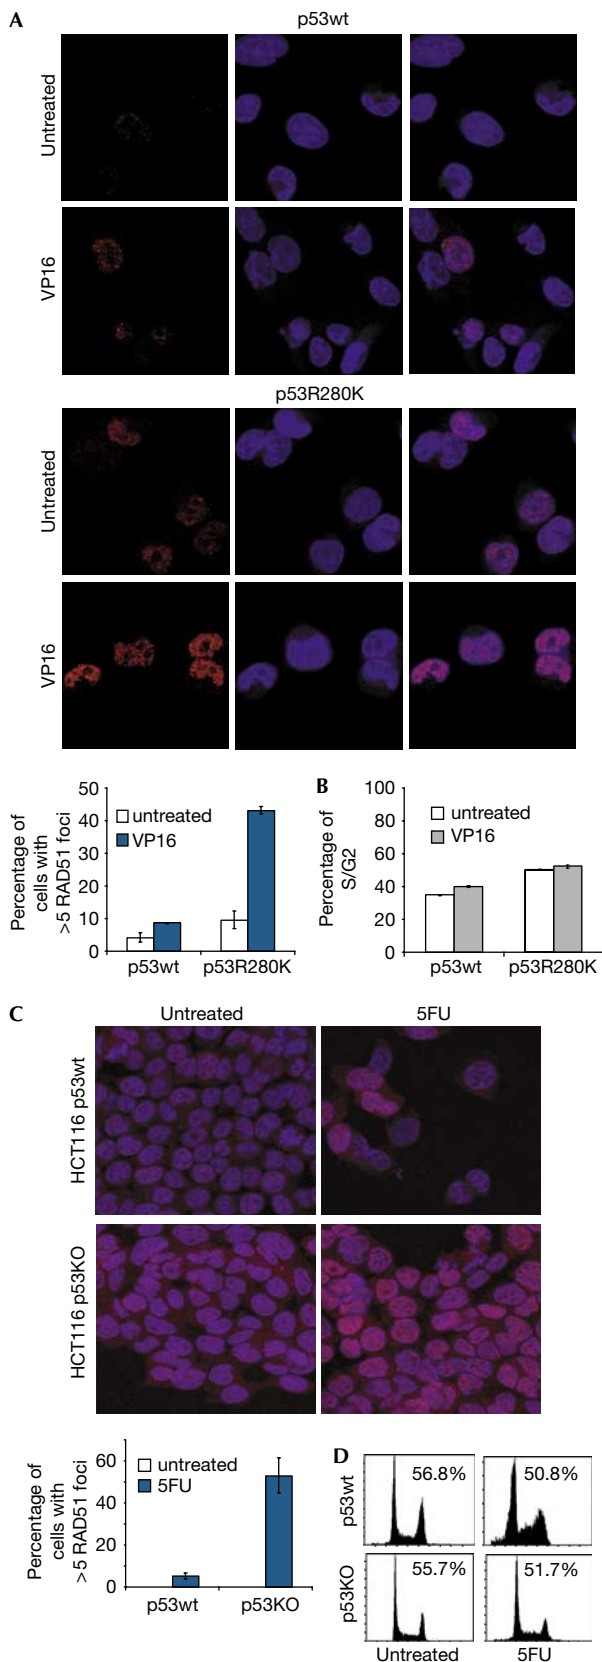 A
p53wt
Untreated
VP16
p53R280K
Untreated
VP16
Percentage of
cells with
>5 RAD51 foci
50
40
30
20
10
0
untreated
VP16
p53wt
p53R280K
B
Percentage of
S/G2
100
80
60
40
20
0
untreated
VP16
p53wt
p53R280K
C
Untreated
5FU
HCT116 p53wt
HCT116 p53KO
Percentage of
cells with
>5 RAD51 foci
60
40
20
0
untreated
5FU
p53wt
p53KO
D
p53wt
56.8%
50.8%
p53KO
55.7%
51.7%
Untreated
5FU